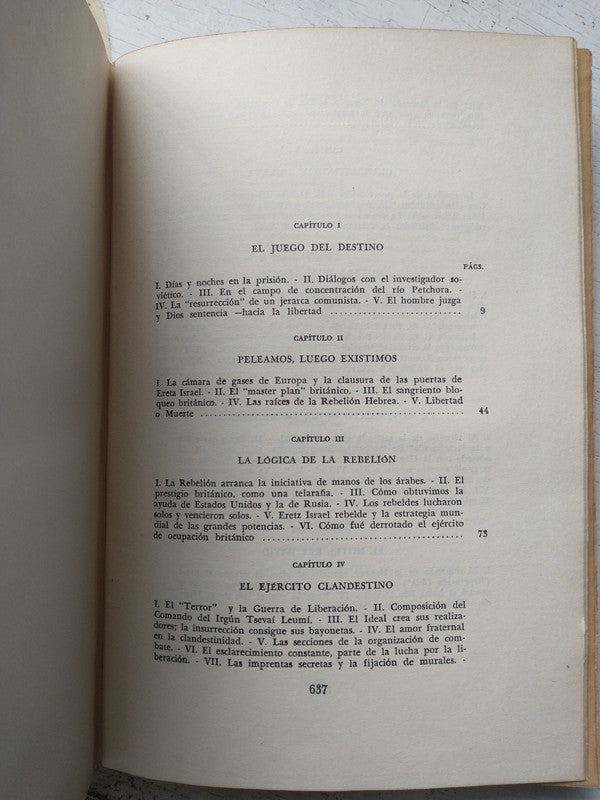 CAPÍTULO I
EL JUEGO DEL DESTINO
PÁGS.
I. Días y noches en la prisión. - II. Diálogos con el investigador so-
viético. - III. En el campo de concentración del río Petchora. -
IV. La "resurrección" de un jerarca comunista. - V. El hombre juzga
y Dios sentencia —hacia la libertad .......................... 9
CAPÍTULO II
PELEAMOS, LUEGO EXISTIMOS
I. La cámara de gases de Europa y la clausura de las puertas de
Eretz Israel. - II. El "master plan" británico. - III. El sangriento blo-
queo británico. - IV. Las raíces de la Rebelión Hebrea. - V. Libertad
o Muerte .................................................... 44
CAPÍTULO III
LA LÓGICA DE LA REBELIÓN
I. La Rebelión arranca la iniciativa de manos de los árabes. - II. El
prestigio británico, como una telaraña. - III. Cómo obtuvimos la
ayuda de Estados Unidos y la de Rusia. - IV. Los rebeldes lucharon
solos y vencieron solos. - V. Eretz Israel rebelde y la estrategia mun-
dial de las grandes potencias. - VI. Cómo fué derrotado el ejército
de ocupación británico ........................................ 73
CAPÍTULO IV
EL EJÉRCITO CLANDESTINO
I. El "Terror" y la Guerra de Liberación. - II. Composición del
Comando del Irgún Tsevaí Leumí. - III. El Ideal crea sus realiza-
dores; la insurrección consigue sus bayonetas. - IV. El amor fraternal
en la clandestinidad. - V. Las secciones de la organización de com-
bate. - VI. El esclarecimiento constante, parte de la lucha por la li-
beración. - VII. Las imprentas secretas y la fijación de murales. -
637